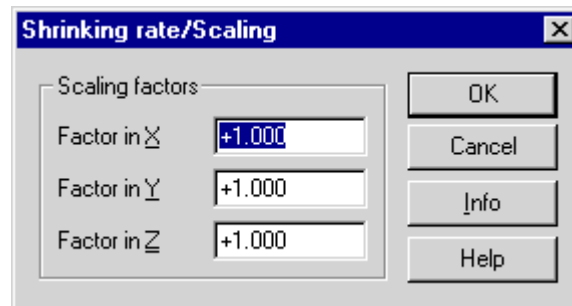 Shrinking rate/Scaling
Scaling factors
Factor in X +1.000
Factor in Y +1.000
Factor in Z +1.000
OK
Cancel
Info
Help